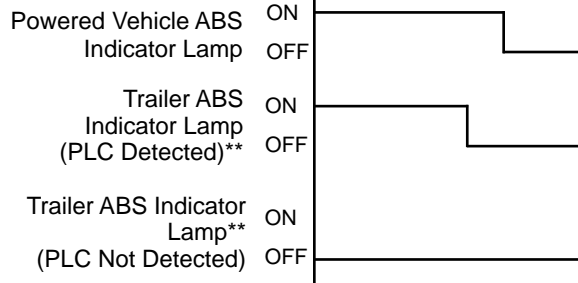 Powered Vehicle ABS ON
Indicator Lamp OFF
Trailer ABS ON
Indicator Lamp
(PLC Detected)** OFF
Trailer ABS Indicator ON
Lamp**
(PLC Not Detected) OFF